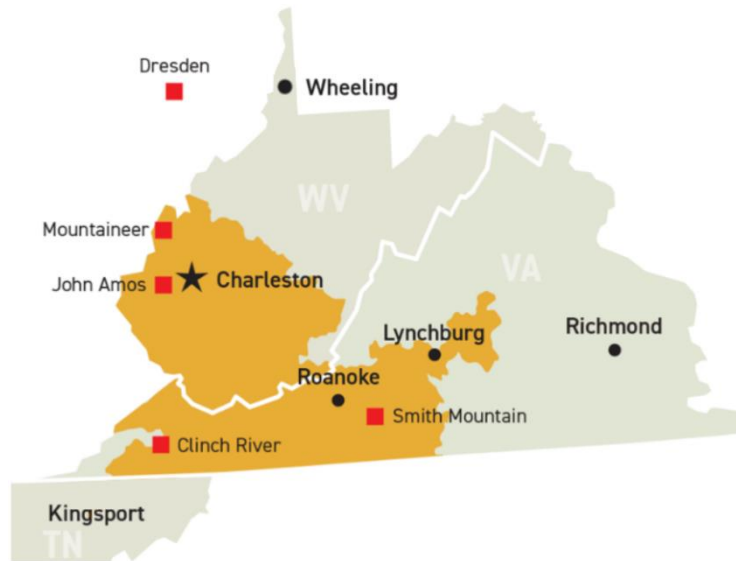 Dresden
Wheeling
WV
Mountaineer
VA
John Amos
Charleston
Richmond
Lynchburg
Roanoke
Smith Mountain
Clinch River
Kingsport
TN